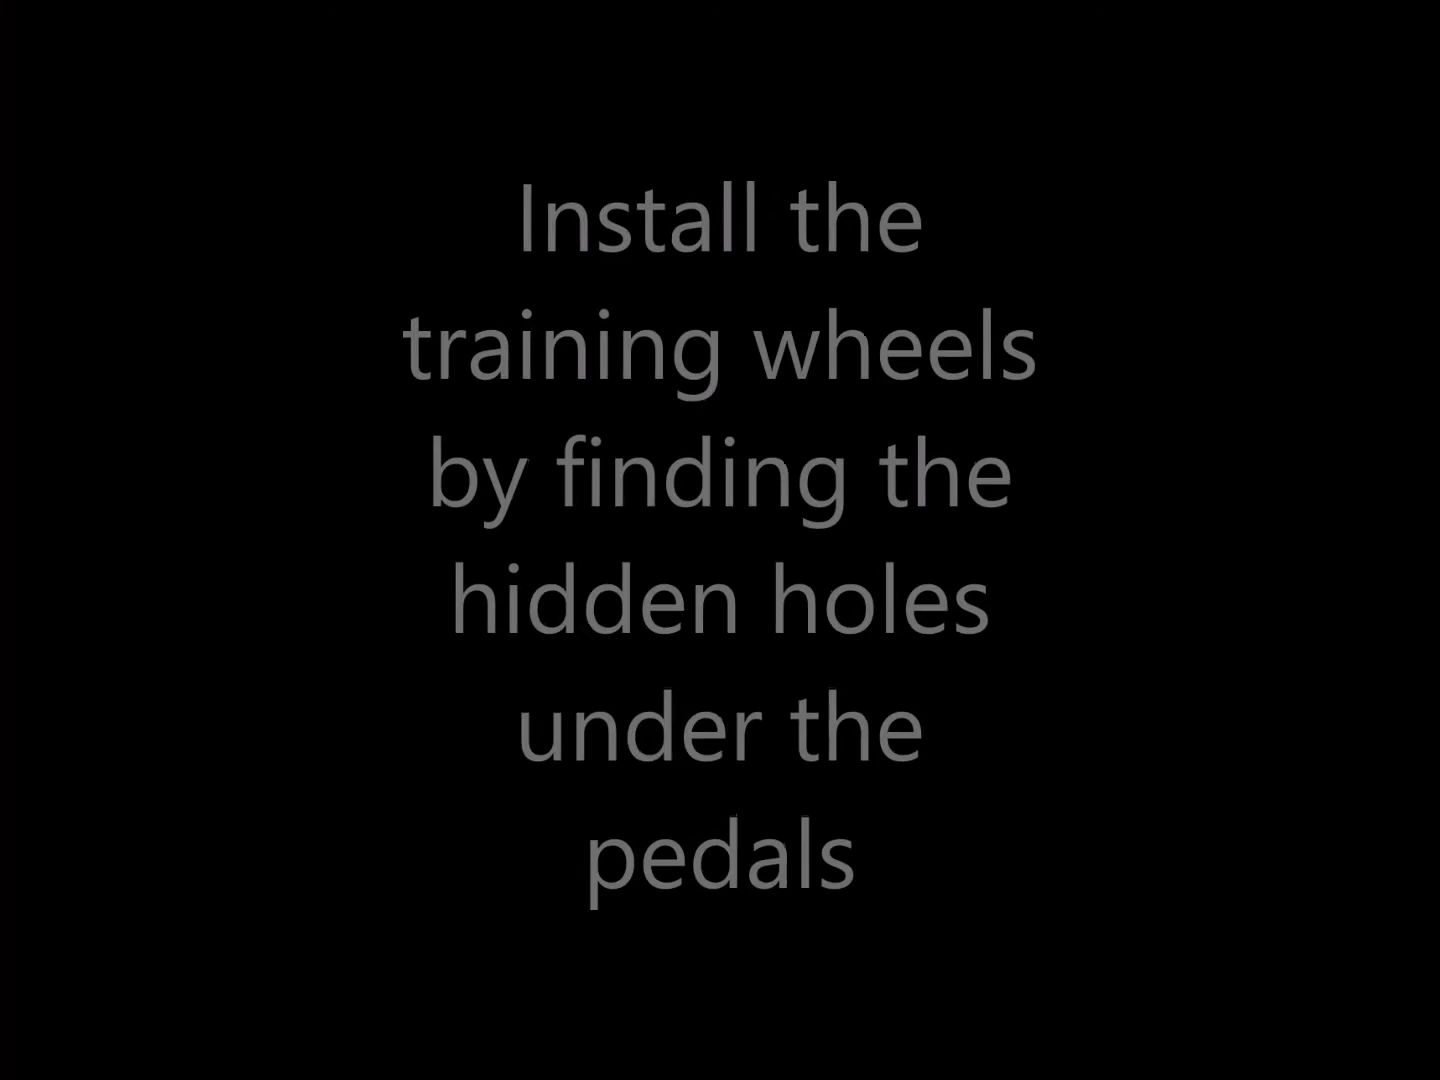 Install the
training wheels
by finding the
hidden holes
under the
pedals